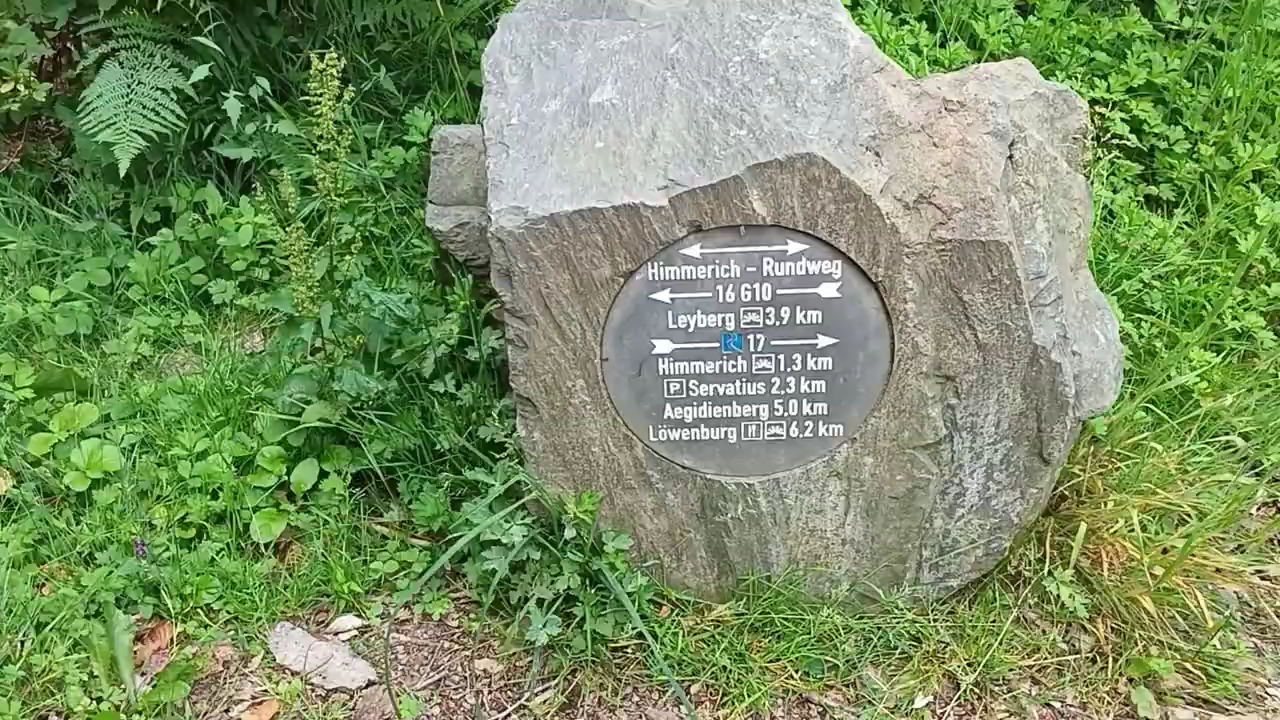 Himmerich – Rundweg
16 G10
Leyberg 3,9 km
17
Himmerich 1.3 km
P Servatius 2,3 km
Aegidienberg 5.0 km
Löwenburg 6,2 km